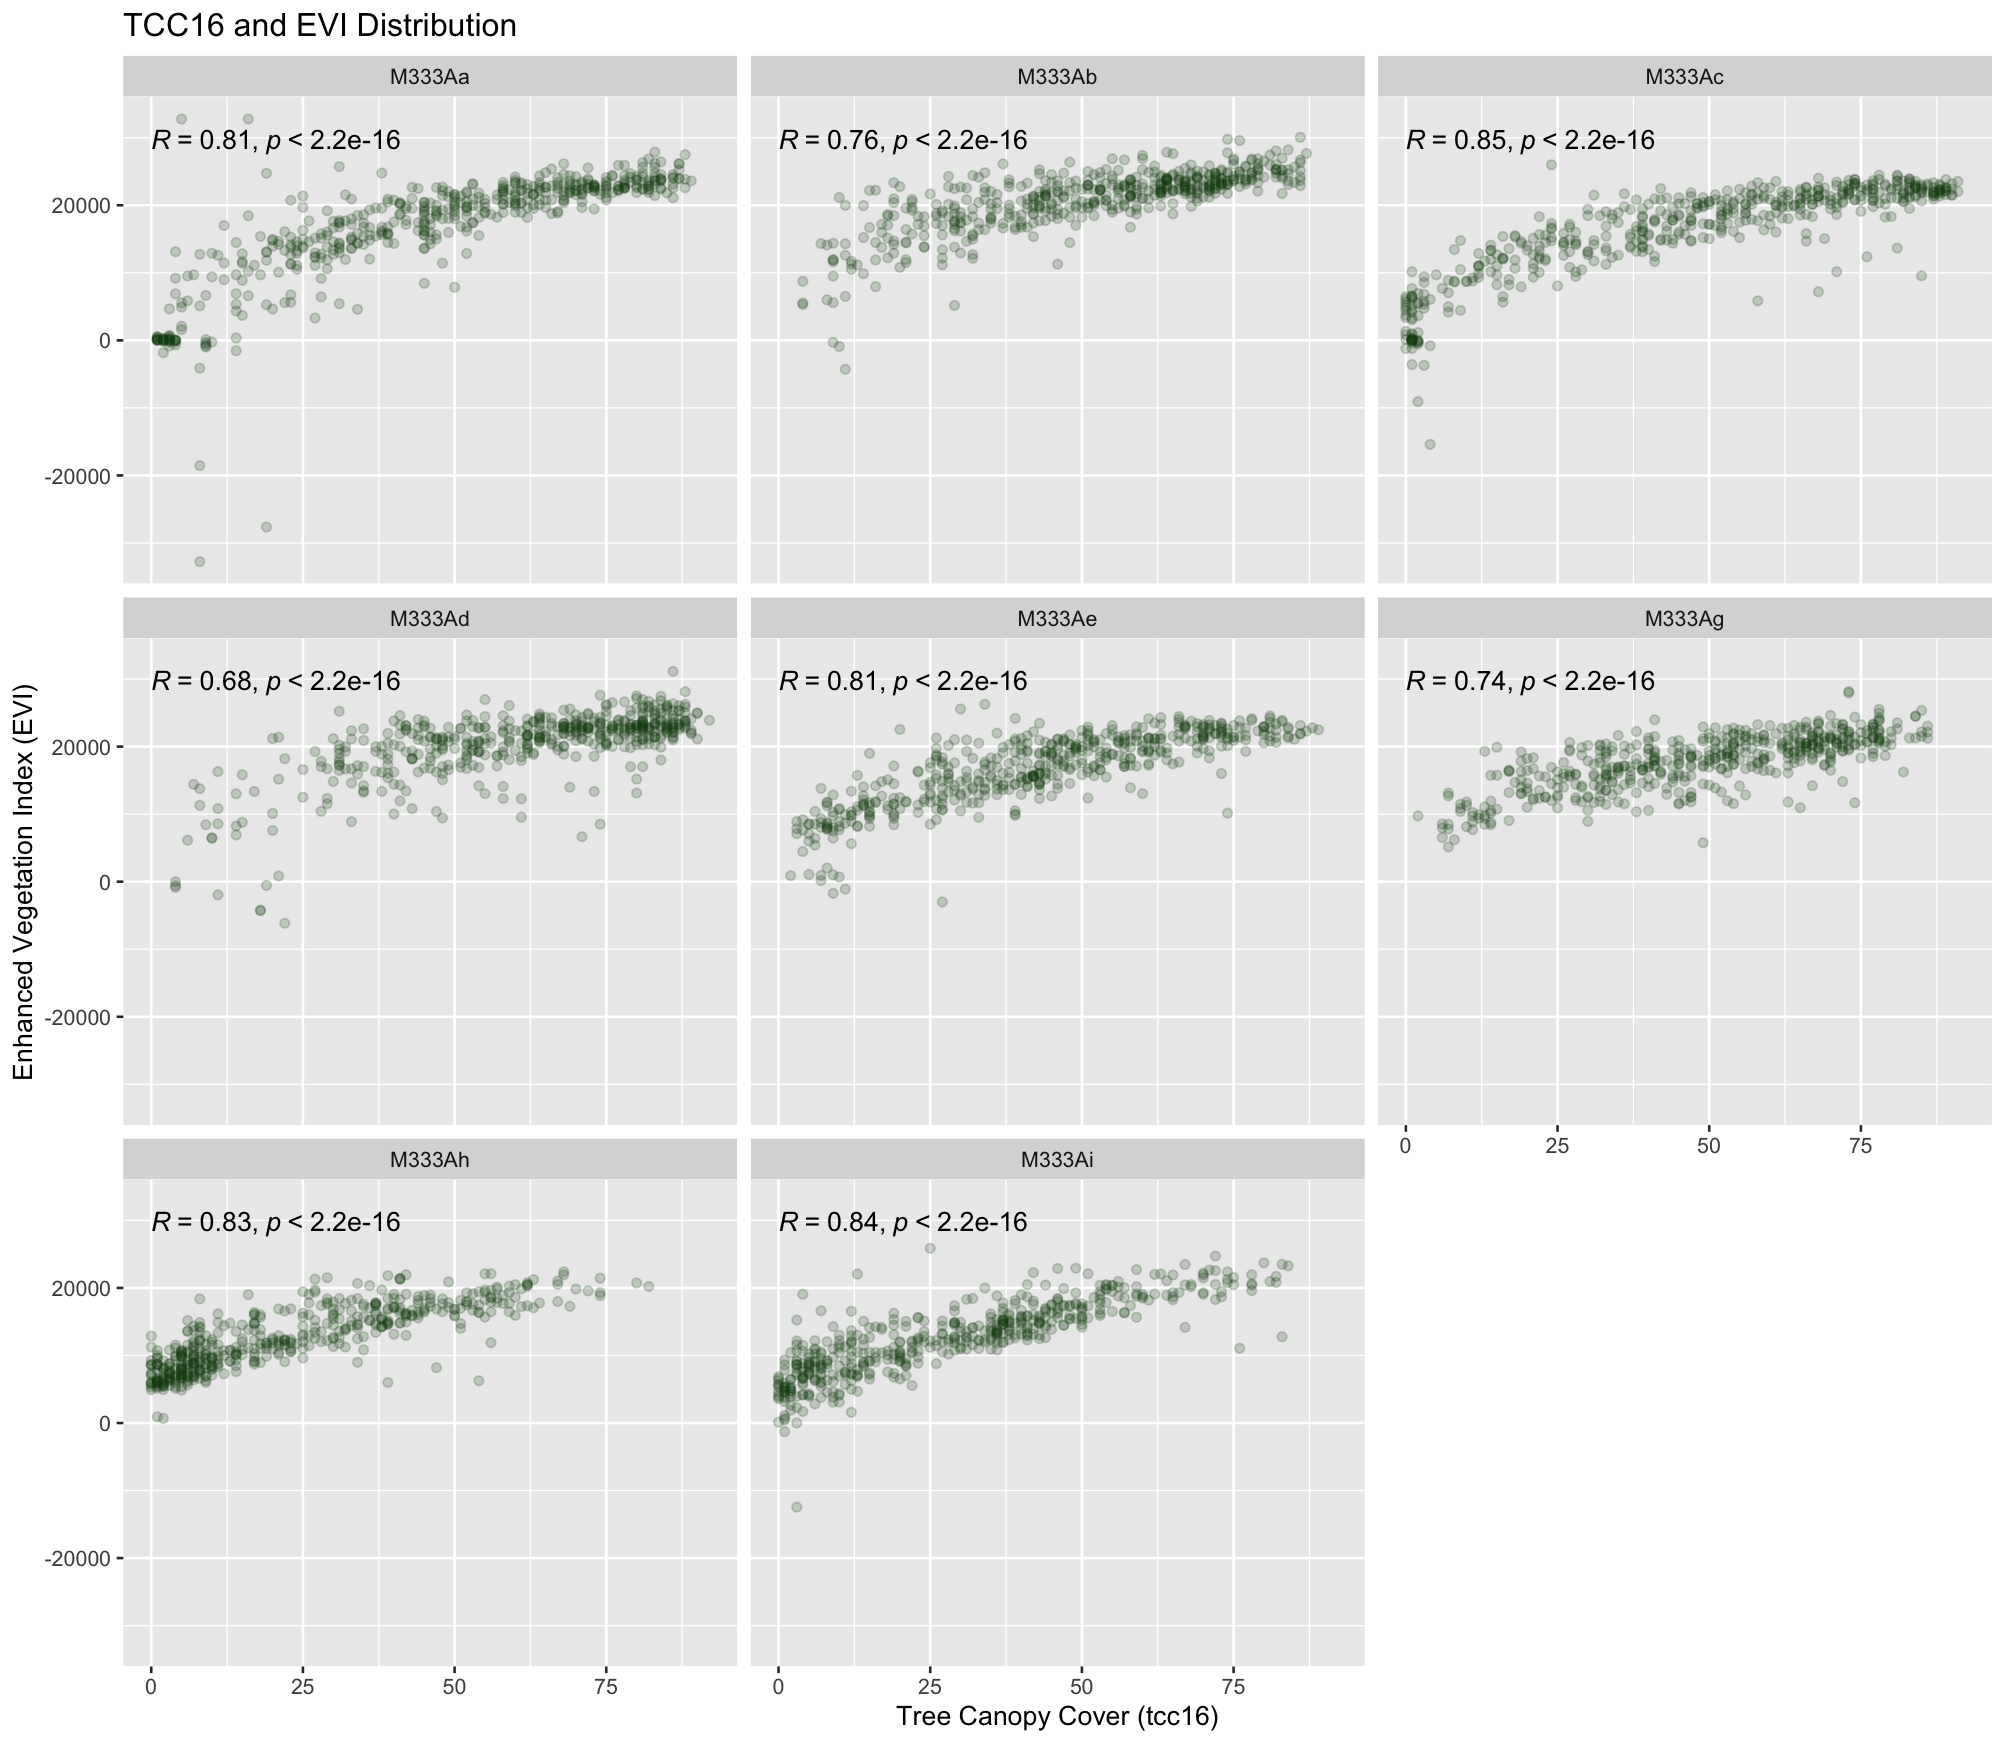 TCC16 and EVI Distribution
M333Aa
M333Ab
M333Ac
R = 0.81, p < 2.2e-16
R = 0.76, p < 2.2e-16
R = 0.85, p < 2.2e-16
20000
0
-20000
M333Ad
M333Ae
M333Ag
R = 0.68, p < 2.2e-16
R = 0.81, p < 2.2e-16
R = 0.74, p < 2.2e-16
20000
0
-20000
Enhanced Vegetation Index (EVI)
0 25 50 75
M333Ah
M333Ai
R = 0.83, p < 2.2e-16
R = 0.84, p < 2.2e-16
20000
0
-20000
0 25 50 75
0 25 50 75
Tree Canopy Cover (tcc16)